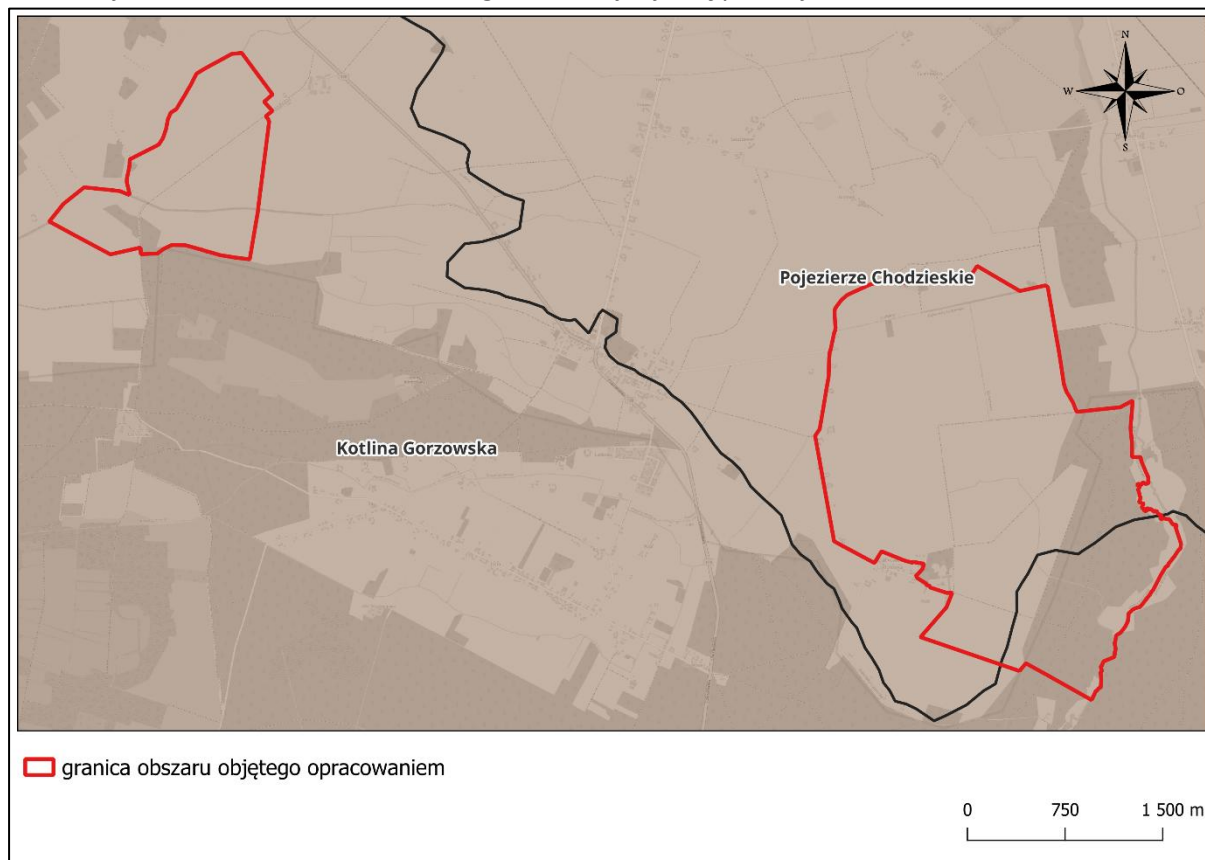 N
W O
S
Pojezierze Chodzieskie
Kotlina Gorzowska
granica obszaru objętego opracowaniem
0 750 1 500 m